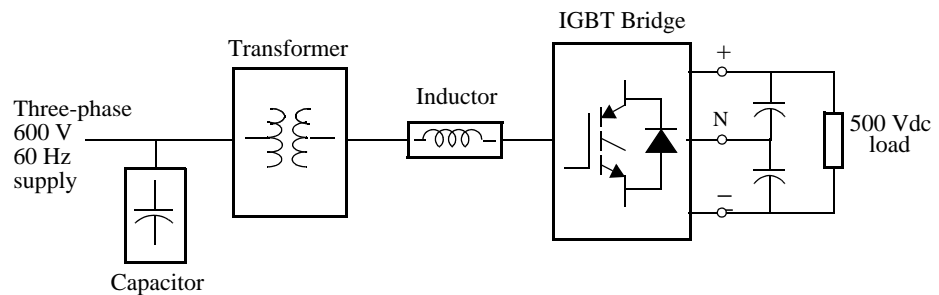 IGBT Bridge
Transformer
Inductor
Three-phase
600 V
60 Hz
supply
Capacitor
+
N
–
500 Vdc
load